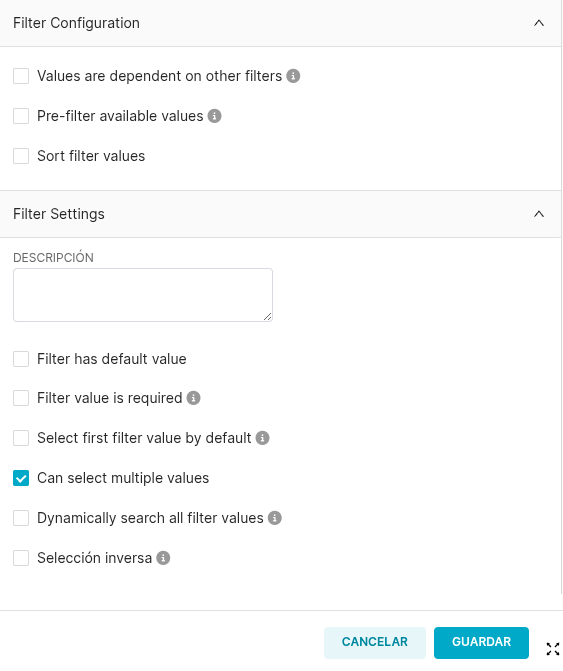 Filter Configuration
Values are dependent on other filters
Pre-filter available values
Sort filter values
Filter Settings
DESCRIPCIÓN
Filter has default value
Filter value is required
Select first filter value by default
Can select multiple values
Dynamically search all filter values
Selección inversa
CANCELAR GUARDAR